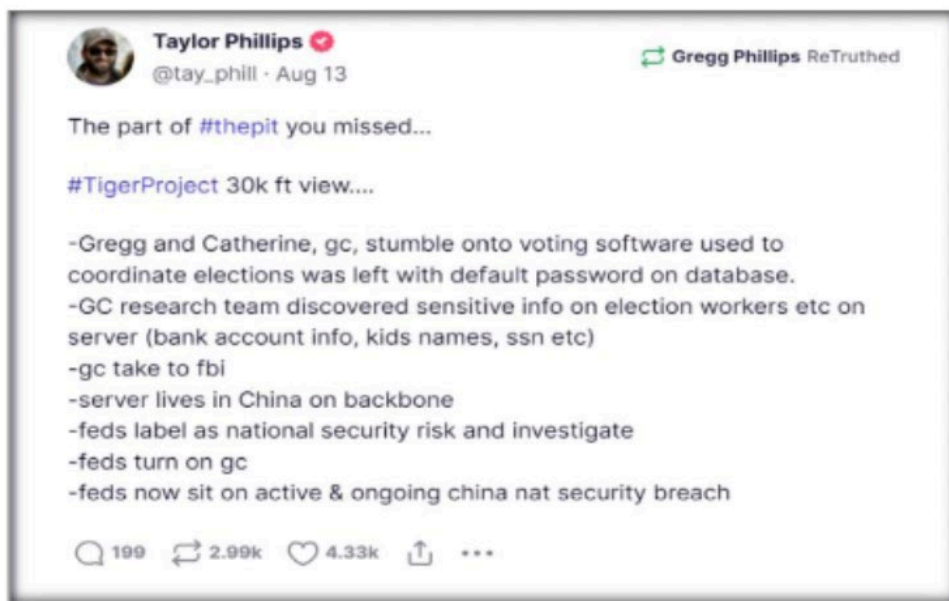 Taylor Phillips
Gregg Phillips ReTruthed
@tay_phill · Aug 13
The part of #thepit you missed...
#TigerProject 30k ft view....
-Gregg and Catherine, gc, stumble onto voting software used to
coordinate elections was left with default password on database.
-GC research team discovered sensitive info on election workers etc on
server (bank account info, kids names, ssn etc)
-gc take to fbi
-server lives in China on backbone
-feds label as national security risk and investigate
-feds turn on gc
-feds now sit on active & ongoing china nat security breach
199 2.99k 4.33k